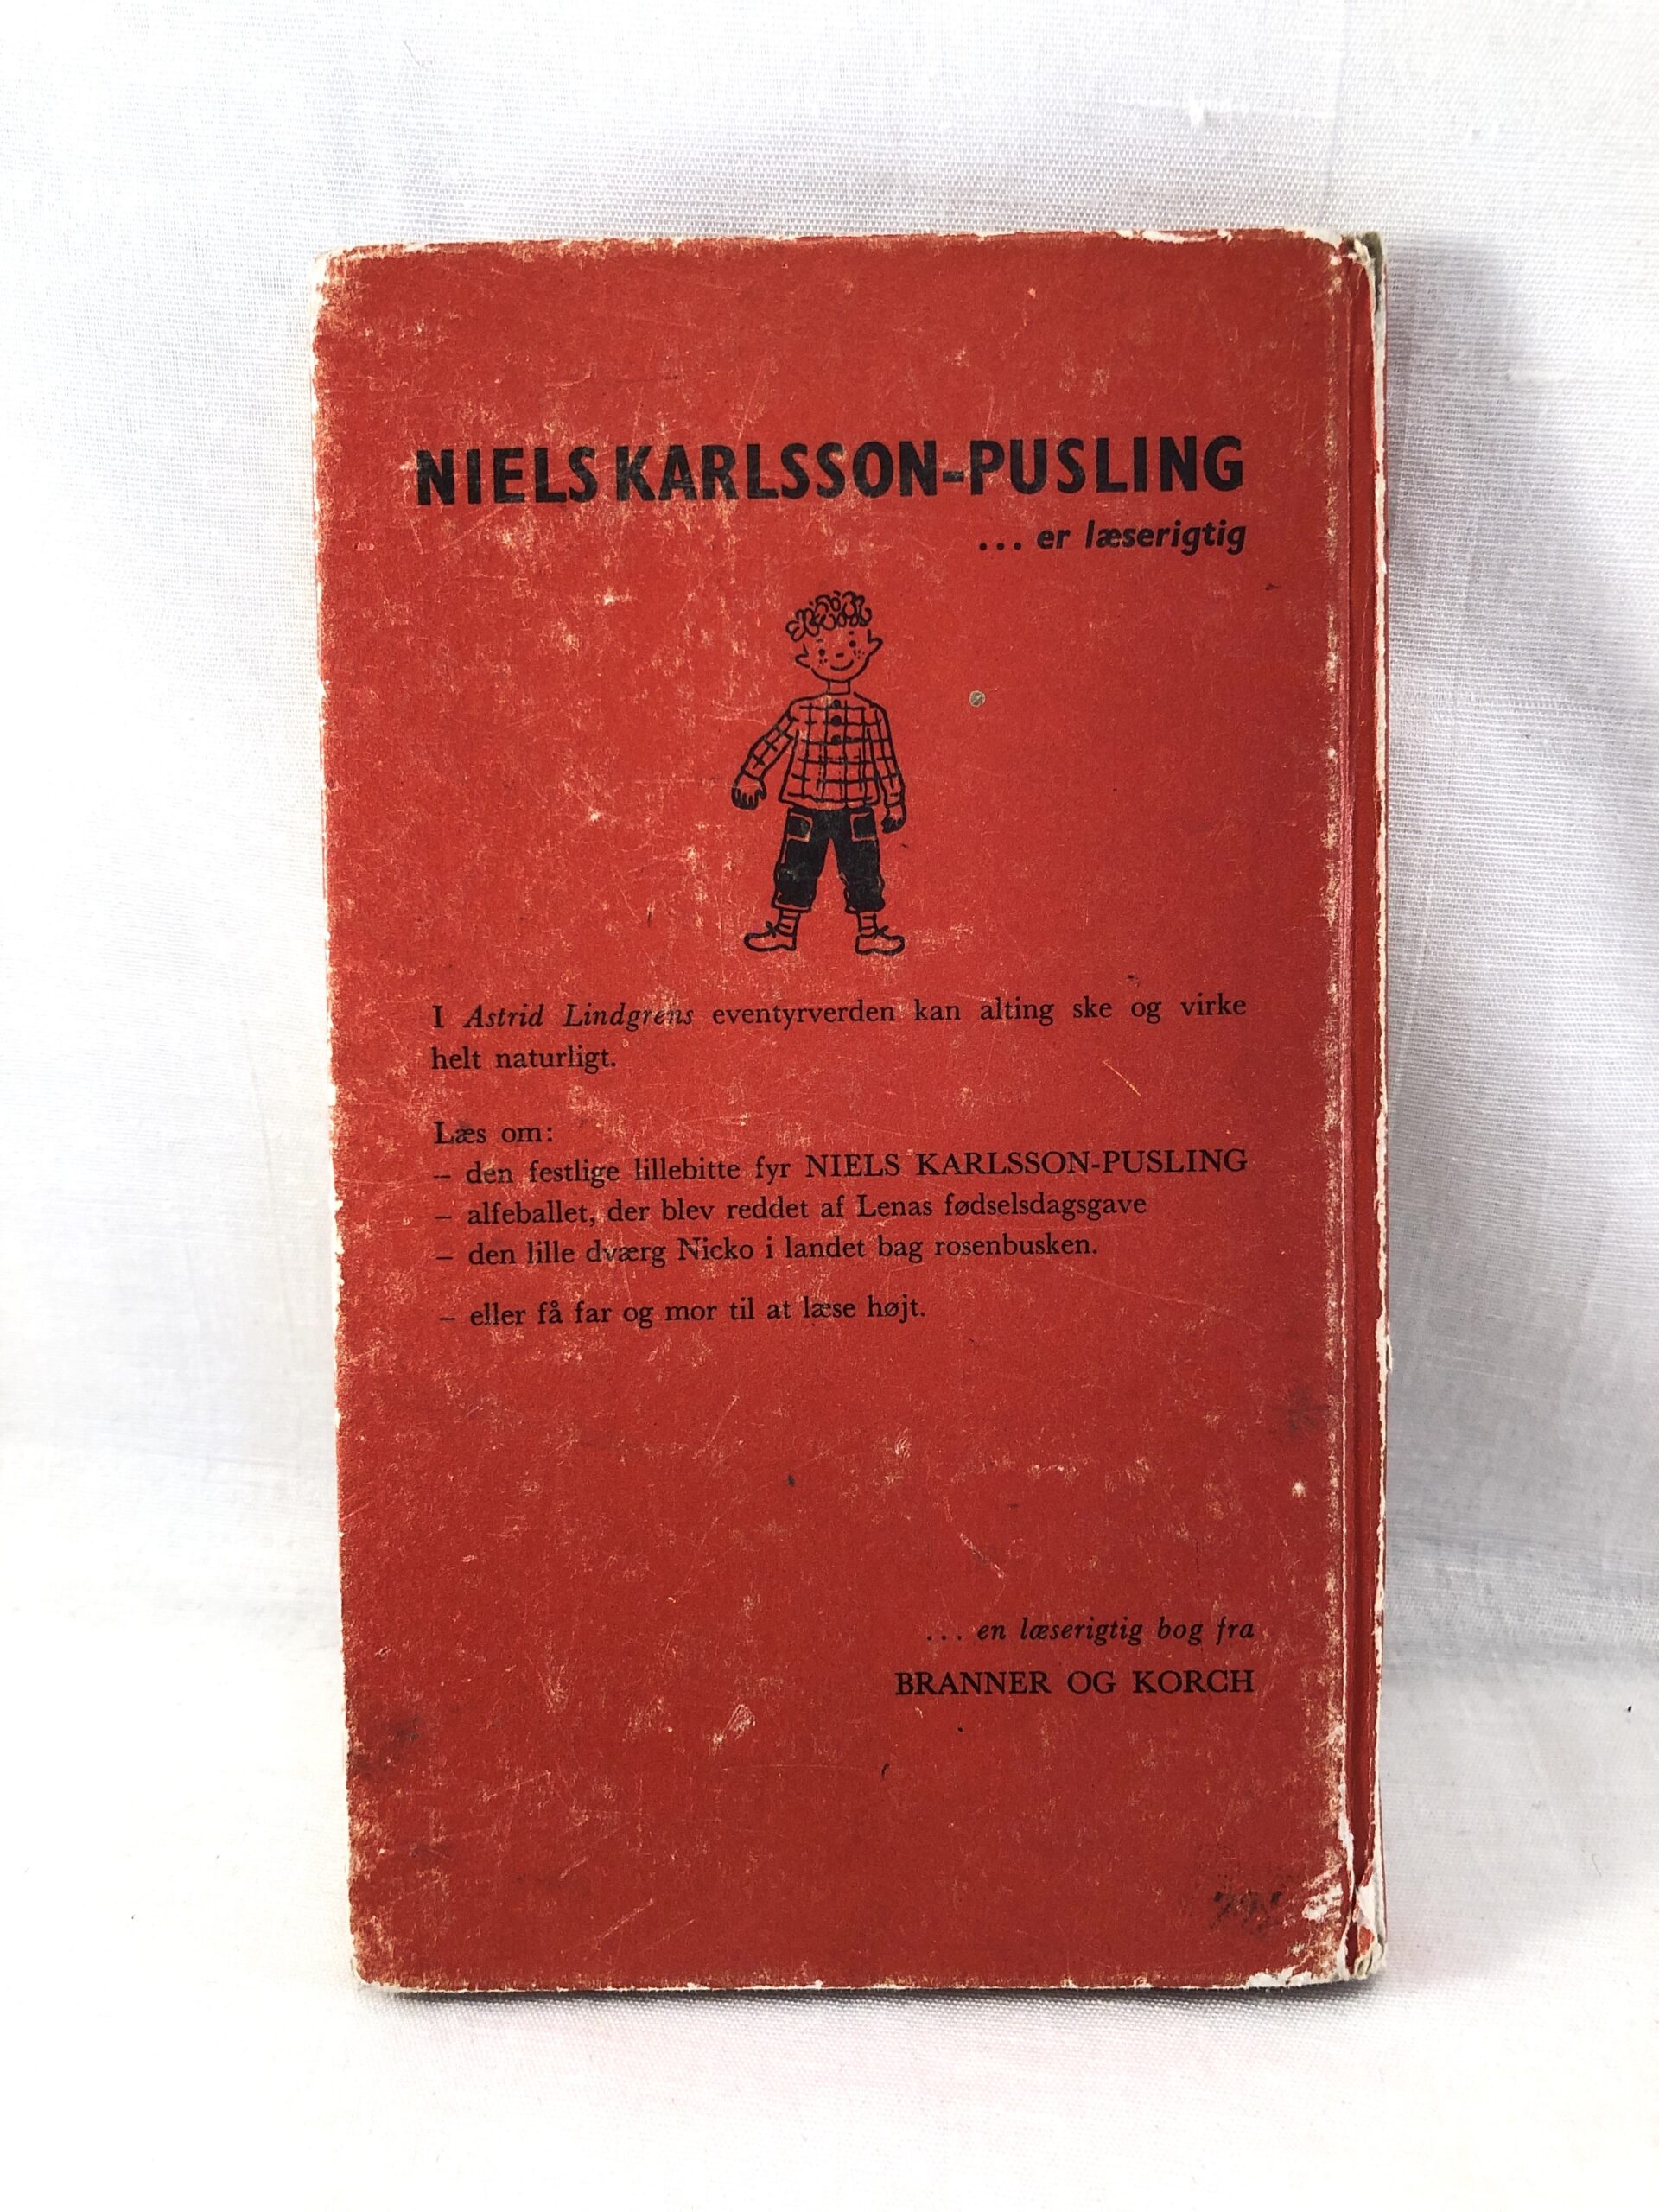 NIELS KARLSSON-PUSLING
... er læserigtig
I Astrid Lindgrens eventyrverden kan alting ske og virke
helt naturligt.
Læs om:
– den festlige lillebitte fyr NIELS KARLSSON-PUSLING
– alfeballet, der blev reddet af Lenas fødselsdagsgave
– den lille dværg Nicko i landet bag rosenbusken.
– eller få far og mor til at læse højt.
... en læserigtig bog fra
BRANNER OG KORCH